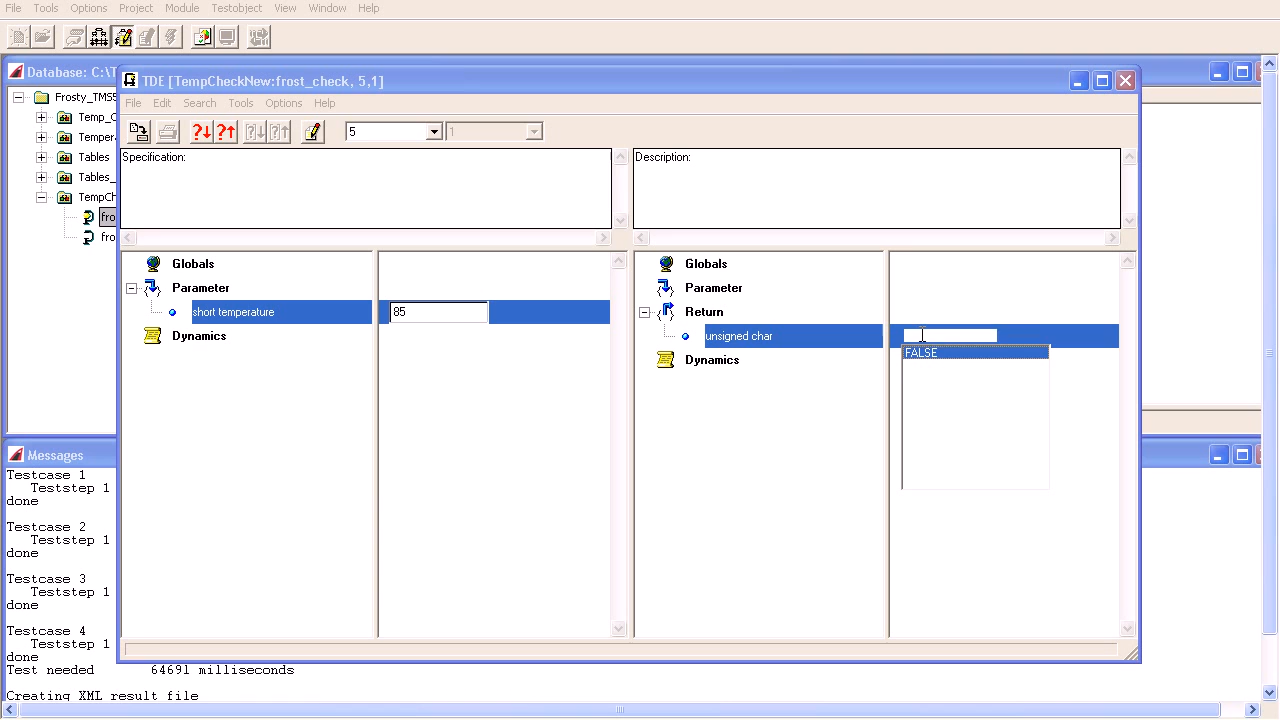 File Tools Options Project Module Testobject View Window Help
Database: C:\T
Frosty_TMS5
Temp_C
Tempera
Tables
Tables_
TempCh
fro
fro
TDE [TempCheckNew:frost_check, 5,1]
File Edit Search Tools Options Help
5 1
Specification:
Description:
Globals
Parameter
short temperature 85
Dynamics
Globals
Parameter
Return
unsigned char
FALSE
Dynamics
Messages
Testcase 1
Teststep 1
done
Testcase 2
Teststep 1
done
Testcase 3
Teststep 1
done
Testcase 4
Teststep 1
done
Test needed 64691 milliseconds
Creating XML result file